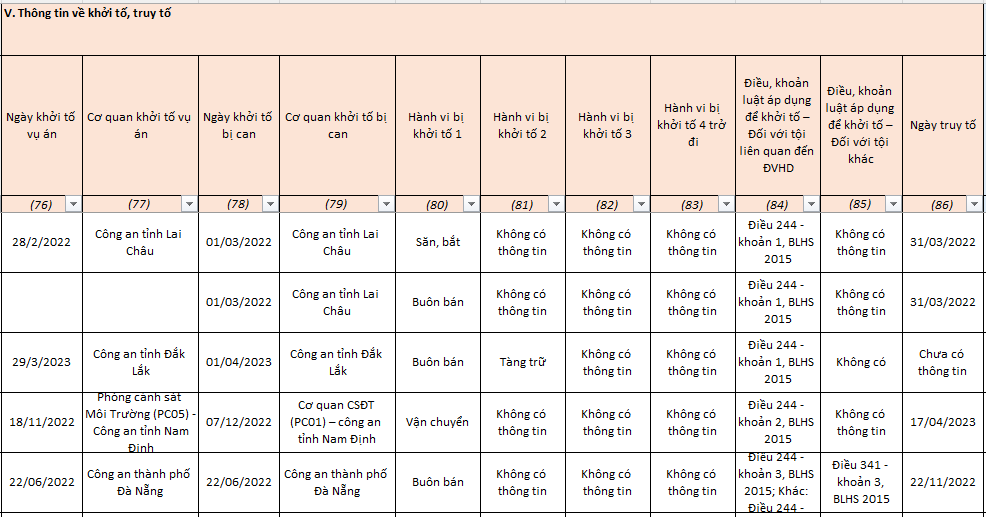 V. Thông tin về khởi tố, truy tố
Ngày khởi tố vụ án
Cơ quan khởi tố vụ án
Ngày khởi tố bị can
Cơ quan khởi tố bị can
Hành vi bị khởi tố 1
Hành vi bị khởi tố 2
Hành vi bị khởi tố 3
Hành vi bị khởi tố 4 trở đi
Điều, khoản luật áp dụng để khởi tố – Đối với tội liên quan đến ĐVHD
Điều, khoản luật áp dụng để khởi tố – Đối với tội khác
Ngày truy tố
(76) (77) (78) (79) (80) (81) (82) (83) (84) (85) (86)
28/2/2022
Công an tỉnh Lai Châu
01/03/2022
Công an tỉnh Lai Châu
Săn, bắt
Không có thông tin
Không có thông tin
Không có thông tin
Điều 244 - khoản 1, BLHS 2015
Không có thông tin
31/03/2022
01/03/2022
Công an tỉnh Lai Châu
Buôn bán
Không có thông tin
Không có thông tin
Không có thông tin
Điều 244 - khoản 1, BLHS 2015
Không có thông tin
31/03/2022
29/3/2023
Công an tỉnh Đắk Lắk
01/04/2023
Công an tỉnh Đắk Lắk
Buôn bán
Tàng trữ
Không có thông tin
Không có thông tin
Điều 244 - khoản 1, BLHS 2015
Không có
Chưa có thông tin
18/11/2022
Phòng cảnh sát Môi Trường (PC05) - Công an tỉnh Nam Định
07/12/2022
Cơ quan CSĐT (PC01) – công an tỉnh Nam Định
Vận chuyển
Không có thông tin
Không có thông tin
Không có thông tin
Điều 244 - khoản 2, BLHS 2015
Không có thông tin
17/04/2023
22/06/2022
Công an thành phố Đà Nẵng
22/06/2022
Công an thành phố Đà Nẵng
Buôn bán
Không có thông tin
Không có thông tin
Không có thông tin
Điều 244 - khoản 3, BLHS 2015; Khác: Điều 244 -
Điều 341 - khoản 3, BLHS 2015
22/11/2022